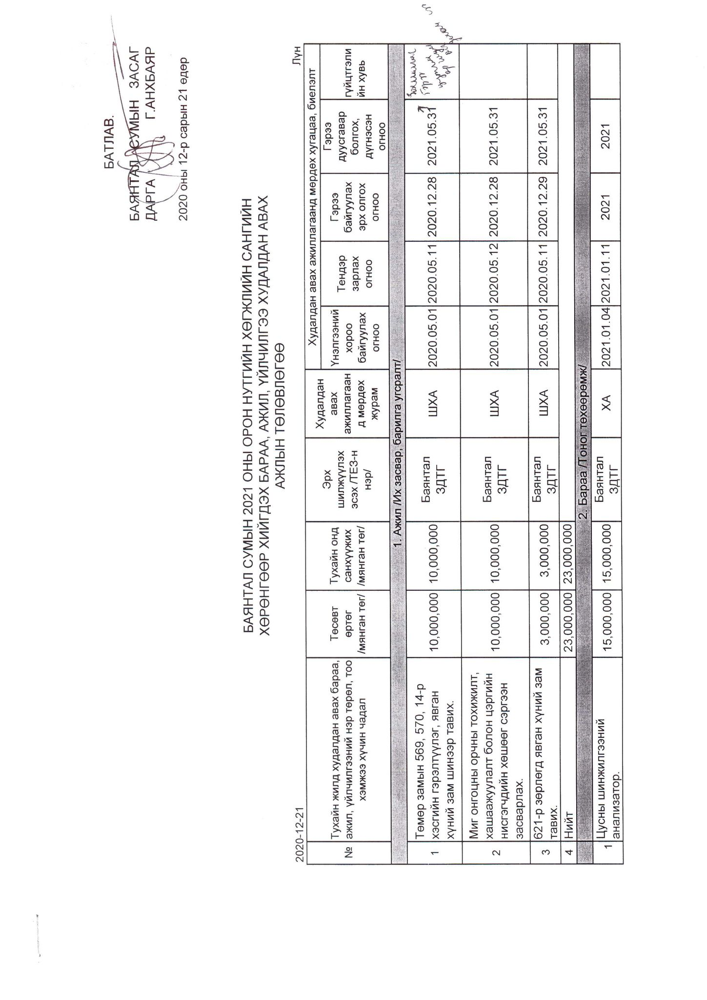 БАТЛАВ.
БАЯНТАЛ СУМЫН ЗАСАГ
ДАРГА Г.АНХБАЯР
2020 оны 12-р сарын 21 өдөр
БАЯНТАЛ СУМЫН 2021 ОНЫ ОРОН НУТГИЙН ХӨГЖЛИЙН САНГИЙН
ХӨРӨНГӨӨР ХИЙГДЭХ БАРАА, АЖИЛ, ҮЙЛЧИЛГЭЭ ХУДАЛДАН АВАХ
АЖЛЫН ТӨЛӨВЛӨГӨӨ
2020-12-21 Лүн
№
Тухайн жилд худалдан авах бараа,
ажил, үйлчилгээний нэр төрөл, тоо
хэмжээ хүчин чадал
Төсөвт
өртөг
/мянган төг/
Тухайн онд
санхүүжих
/мянган төг/
Эрх
шилжүүлэх
эсэх /ТЕЗ-н
нэр/
Худалдан
авах
ажиллагаан
д мөрдөх
журам
Худалдан авах ажиллагаанд мөрдөх хугацаа, биелэлт
Үнэлгээний
хороо
байгуулах
огноо
Тендэр
зарлах
огноо
Гэрээ
байгуулах
эрх олгох
огноо
Гэрээ
дуусгавар
болгох,
дүгнэсэн
огноо
гүйцтгэли
йн хувь
1. Ажил /Их засвар, барилга угсралт/
1
Төмөр замын 569, 570, 14-р
хэсгийн гэрэлтүүлэг, явган
хүний зам шинээр тавих.
10,000,000 10,000,000
Баянтал
ЗДТГ
ШХА 2020.05.01 2020.05.11 2020.12.28 2021.05.31
2
Миг онгоцны орчны тохижилт,
хашаажуулалт болон цэргийн
нисгэгчдийн хөшөөг сэргээн
засварлах.
10,000,000 10,000,000
Баянтал
ЗДТГ
ШХА 2020.05.01 2020.05.12 2020.12.28 2021.05.31
3
621-р зөрлөгд явган хүний зам
тавих.
3,000,000 3,000,000
Баянтал
ЗДТГ
ШХА 2020.05.01 2020.05.11 2020.12.29 2021.05.31
4 Нийт 23,000,000 23,000,000
2. Бараа /Тоног төхөөрөмж/
1
Цусны шинжилгээний
анализатор.
15,000,000 15,000,000
Баянтал
ЗДТГ
ХА 2021.01.04 2021.01.11 2021 2021